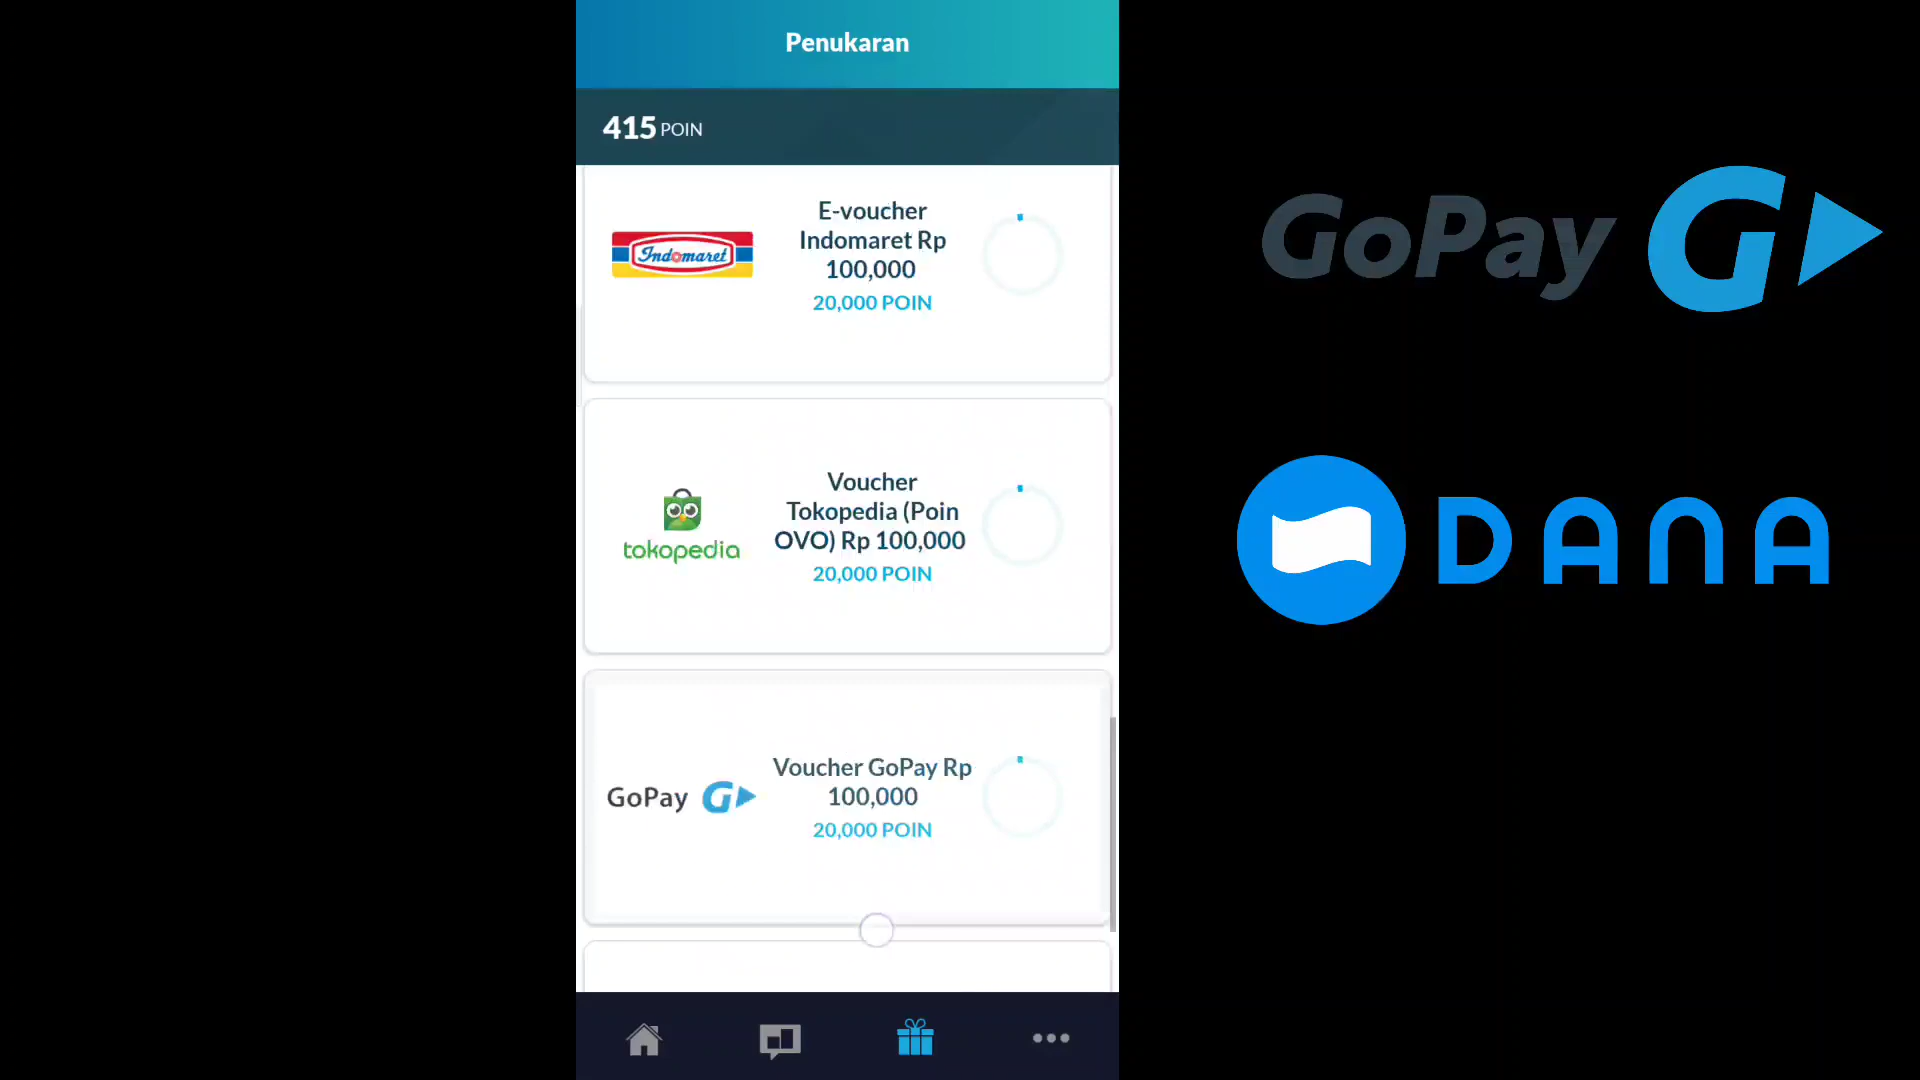 Penukaran
415 POIN
Indomaret
E-voucher
Indomaret Rp
100,000
20,000 POIN
tokopedia
Voucher
Tokopedia (Poin
OVO) Rp 100,000
20,000 POIN
GoPay
Voucher GoPay Rp
100,000
20,000 POIN
GoPay
DANA